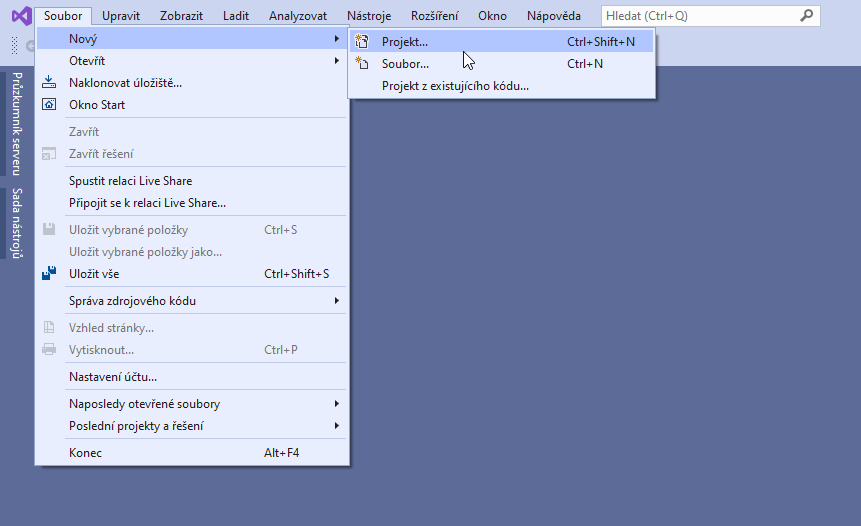 Soubor Upravit Zobrazit Ladit Analyzovat Nástroje Rozšíření Okno Nápověda Hledat (Ctrl+Q)
Nový
Otevřít
Naklonovat úložiště...
Okno Start
Zavřít
Zavřít řešení
Spustit relaci Live Share
Připojit se k relaci Live Share...
Uložit vybrané položky Ctrl+S
Uložit vybrané položky jako...
Uložit vše Ctrl+Shift+S
Správa zdrojového kódu
Vzhled stránky...
Vytisknout... Ctrl+P
Nastavení účtu...
Naposledy otevřené soubory
Poslední projekty a řešení
Konec Alt+F4
Projekt... Ctrl+Shift+N
Soubor... Ctrl+N
Projekt z existujícího kódu...
Průzkumník serveru
Sada nástrojů